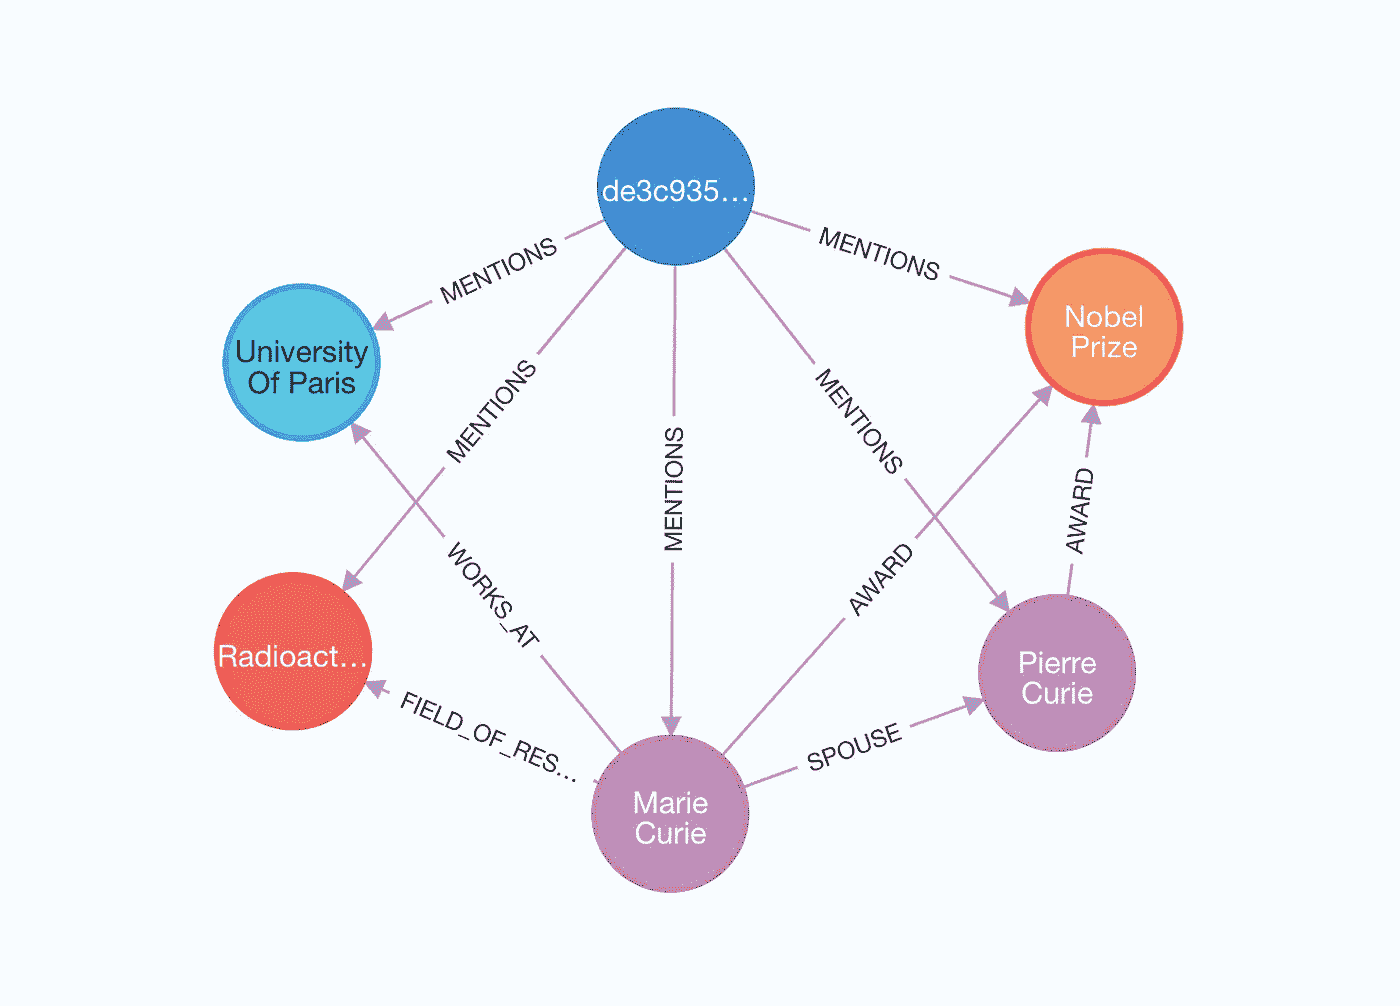 de3c935...
MENTIONS
MENTIONS
University
Of Paris
Nobel
Prize
MENTIONS
MENTIONS
MENTIONS
AWARD
WORKS_AT
AWARD
Radioact...
Pierre
Curie
FIELD_OF_RES...
SPOUSE
Marie
Curie